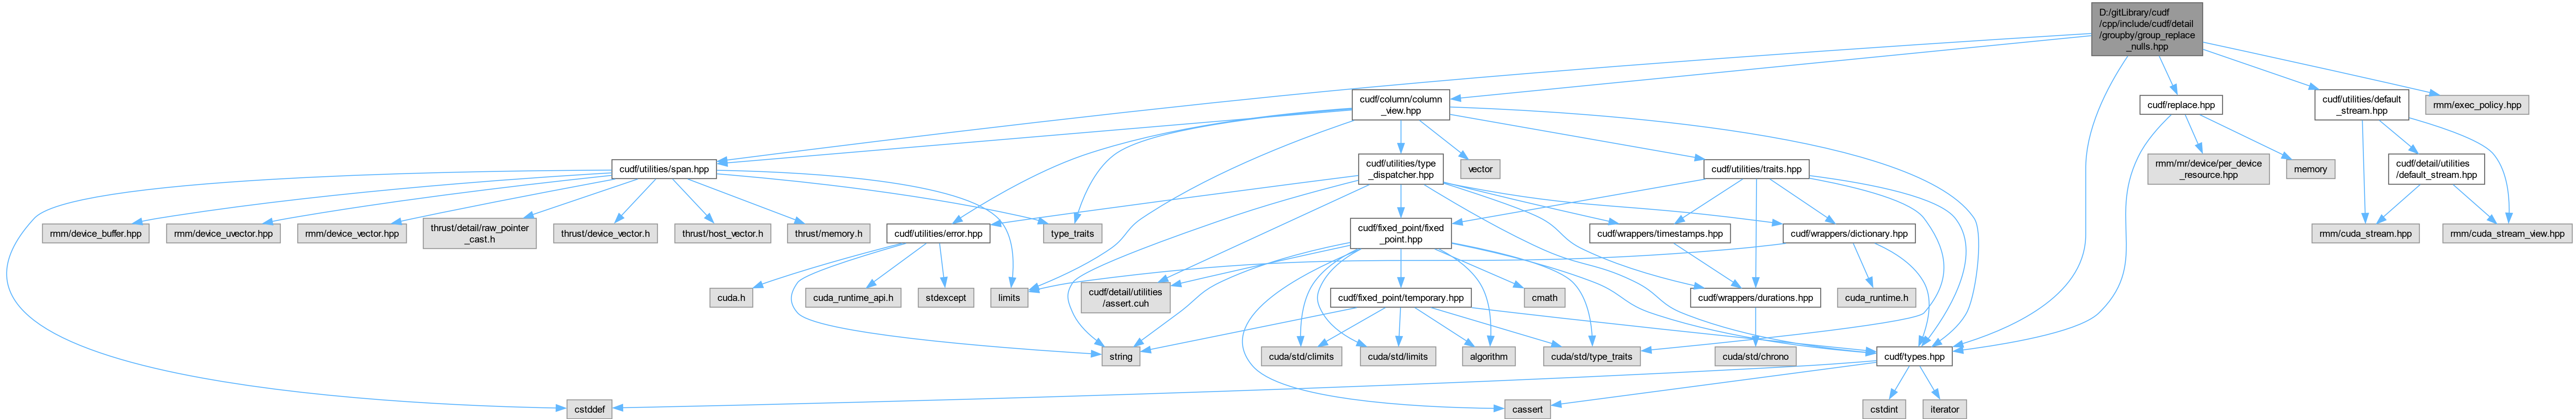 D:/gitLibrary/cudf
/cpp/include/cudf/detail
/groupby/group_replace
_nulls.hpp
cudf/column/column
_view.hpp
cudf/replace.hpp
cudf/utilities/default
_stream.hpp
rmm/exec_policy.hpp
cudf/utilities/span.hpp
cudf/utilities/type
_dispatcher.hpp
vector
cudf/utilities/traits.hpp
rmm/mr/device/per_device
_resource.hpp
memory
cudf/detail/utilities
/default_stream.hpp
rmm/device_buffer.hpp
rmm/device_uvector.hpp
rmm/device_vector.hpp
thrust/detail/raw_pointer
_cast.h
thrust/device_vector.h
thrust/host_vector.h
thrust/memory.h
cudf/utilities/error.hpp
type_traits
cudf/fixed_point/fixed
_point.hpp
cudf/wrappers/timestamps.hpp
cudf/wrappers/dictionary.hpp
rmm/cuda_stream.hpp
rmm/cuda_stream_view.hpp
cuda.h
cuda_runtime_api.h
stdexcept
limits
cudf/detail/utilities
/assert.cuh
cudf/fixed_point/temporary.hpp
cmath
cudf/wrappers/durations.hpp
cuda_runtime.h
string
cuda/std/climits
cuda/std/limits
algorithm
cuda/std/type_traits
cuda/std/chrono
cudf/types.hpp
cstddef
cassert
cstdint
iterator